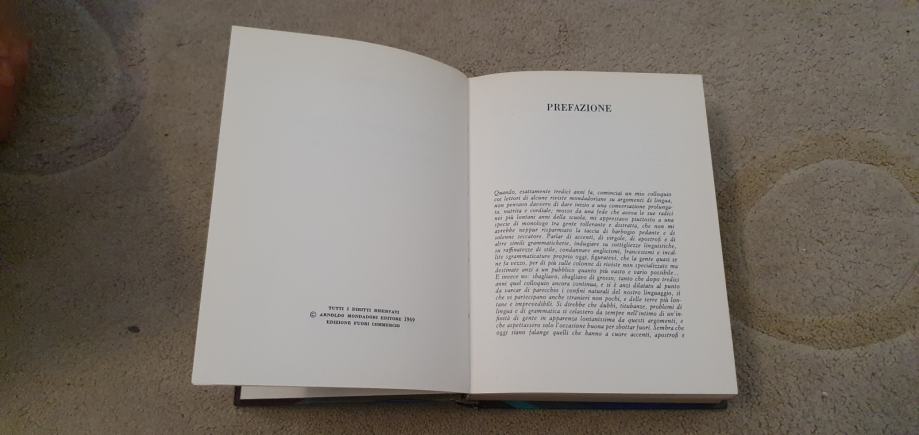 TUTTI I DIRITTI RISERVATI
© ARNOLDO MONDADORI EDITORE 1969
EDIZIONE FUORI COMMERCIO
PREFAZIONE
Quando, esattamente tredici anni fa, cominciai un mio colloquio
coi lettori di alcune riviste mondadoriane su argomenti di lingua,
non pensavo davvero di dare inizio a una conversazione prolunga-
ta, nutrita e cordiale; mosso da una fede che aveva le sue radici
nei più lontani anni della scuola, mi apprestavo piuttosto a una
specie di monologo tra gente tollerante e distratta, che non mi
avrebbe neppur risparmiato la taccia di barbogio pedante e di
solenne seccatore. Parlar di accenti, di virgole, di apostrofi e di
altre simili grammaticherie, indugiare su sottigliezze linguistiche,
su raffinatezze di stile, condannare anglicismi, francesismi e incal-
lite sgrammaticature proprio oggi, figuratevi, che la gente quasi se
ne fa vezzo, per di più sulle colonne di riviste non specializzate ma
destinate anzi a un pubblico quanto più vasto e vario possibile...
E invece no: sbagliavo, sbagliavo di grosso; tanto che dopo tredici
anni quel colloquio ancora continua, e si è anzi dilatato al punto
da varcar di parecchio i confini naturali del nostro linguaggio, sì
che vi partecipano anche stranieri non pochi, e delle terre più lon-
tane e imprevedibili. Si direbbe che dubbi, titubanze, problemi di
lingua e di grammatica si celassero da sempre nell'intimo di un'in-
finità di gente in apparenza lontanissima da questi argomenti, e
che aspettassero solo l'occasione buona per sbottar fuori. Sembra che
oggi siano falange quelli che hanno a cuore accenti, apostrofi e